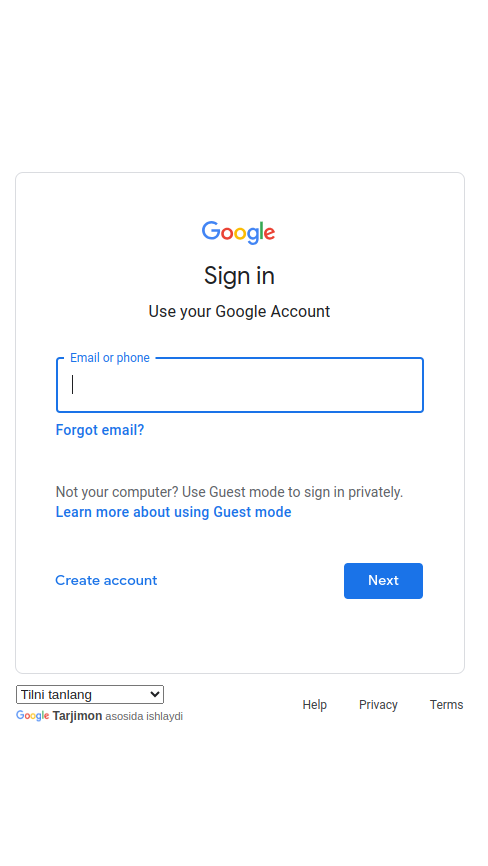 Google
Sign in
Use your Google Account
Email or phone
Forgot email?
Not your computer? Use Guest mode to sign in privately.
Learn more about using Guest mode
Create account
Next
Tilni tanlang
Google Tarjimon asosida ishlaydi
Help
Privacy
Terms